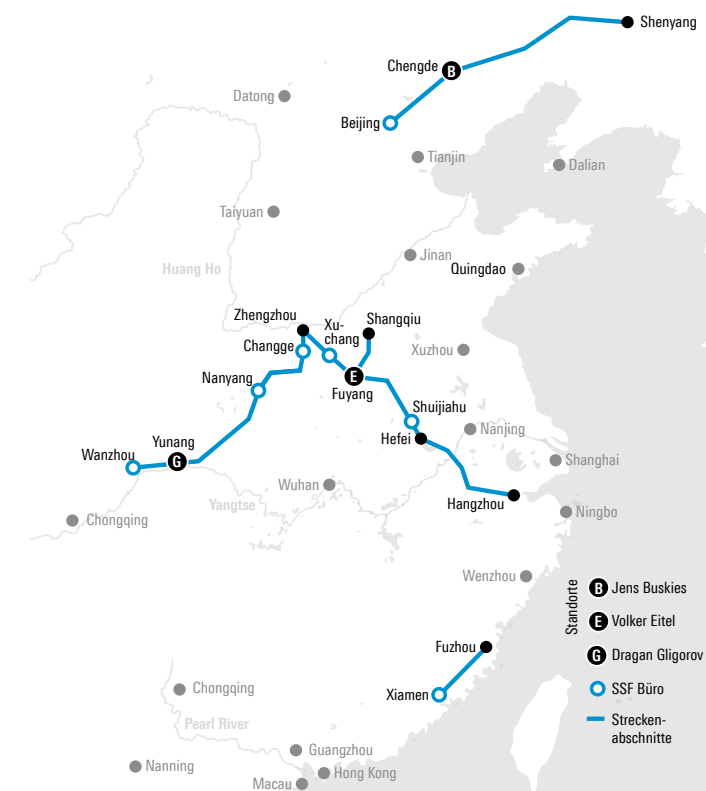 Shenyang
Chengde
B
Datong
Beijing
Tianjin
Dalian
Taiyuan
Jinan
Huang Ho
Quingdao
Zhengzhou
Xu-
chang
Shangqiu
Changge
Xuzhou
Nanyang
E
Fuyang
Shuijiahu
Yunang
Hefei
Nanjing
Wanzhou
G
Shanghai
Wuhan
Yangtse
Hangzhou
Chongqing
Ningbo
Wenzhou
Standorte
B Jens Buskies
E Volker Eitel
G Dragan Gligorov
SSF Büro
Strecken-
abschnitte
Fuzhou
Xiamen
Chongqing
Pearl River
Guangzhou
Nanning
Hong Kong
Macau